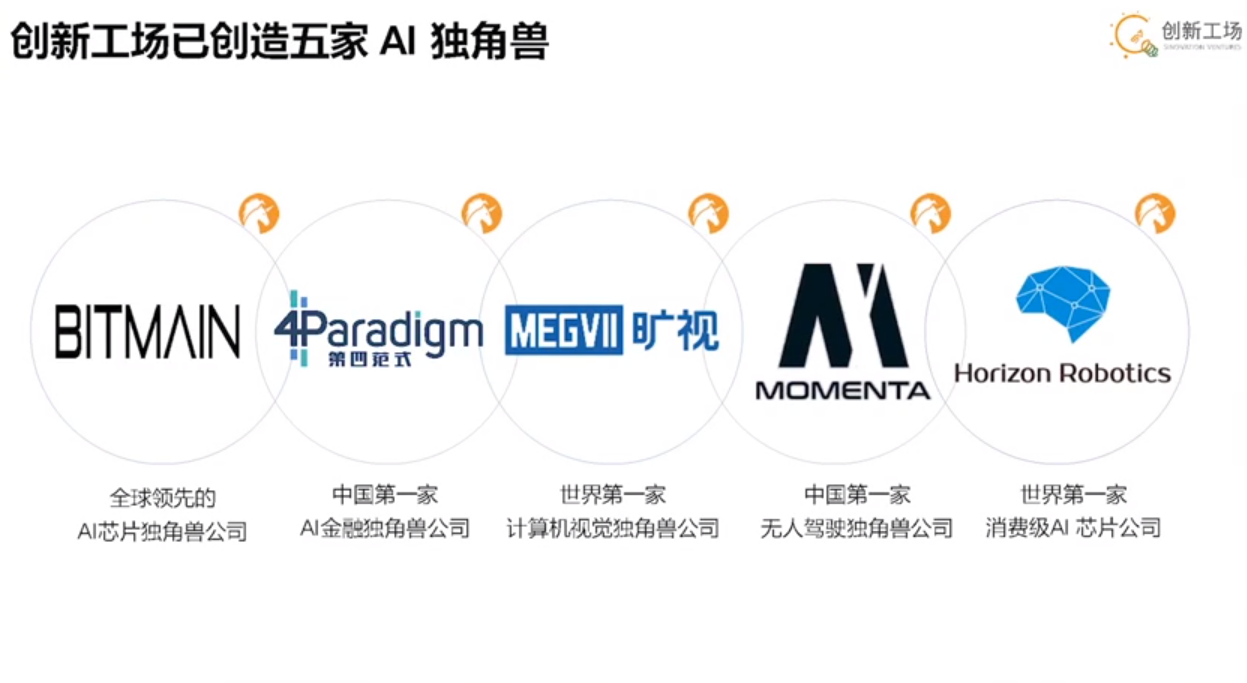 创新工场已创造五家 AI 独角兽
创新工场
SINOVATION VENTURES
BITMAIN
4Paradigm
第四范式
MEGVII 旷视
MOMENTA
Horizon Robotics
全球领先的
AI芯片独角兽公司
中国第一家
AI金融独角兽公司
世界第一家
计算机视觉独角兽公司
中国第一家
无人驾驶独角兽公司
世界第一家
消费级AI 芯片公司